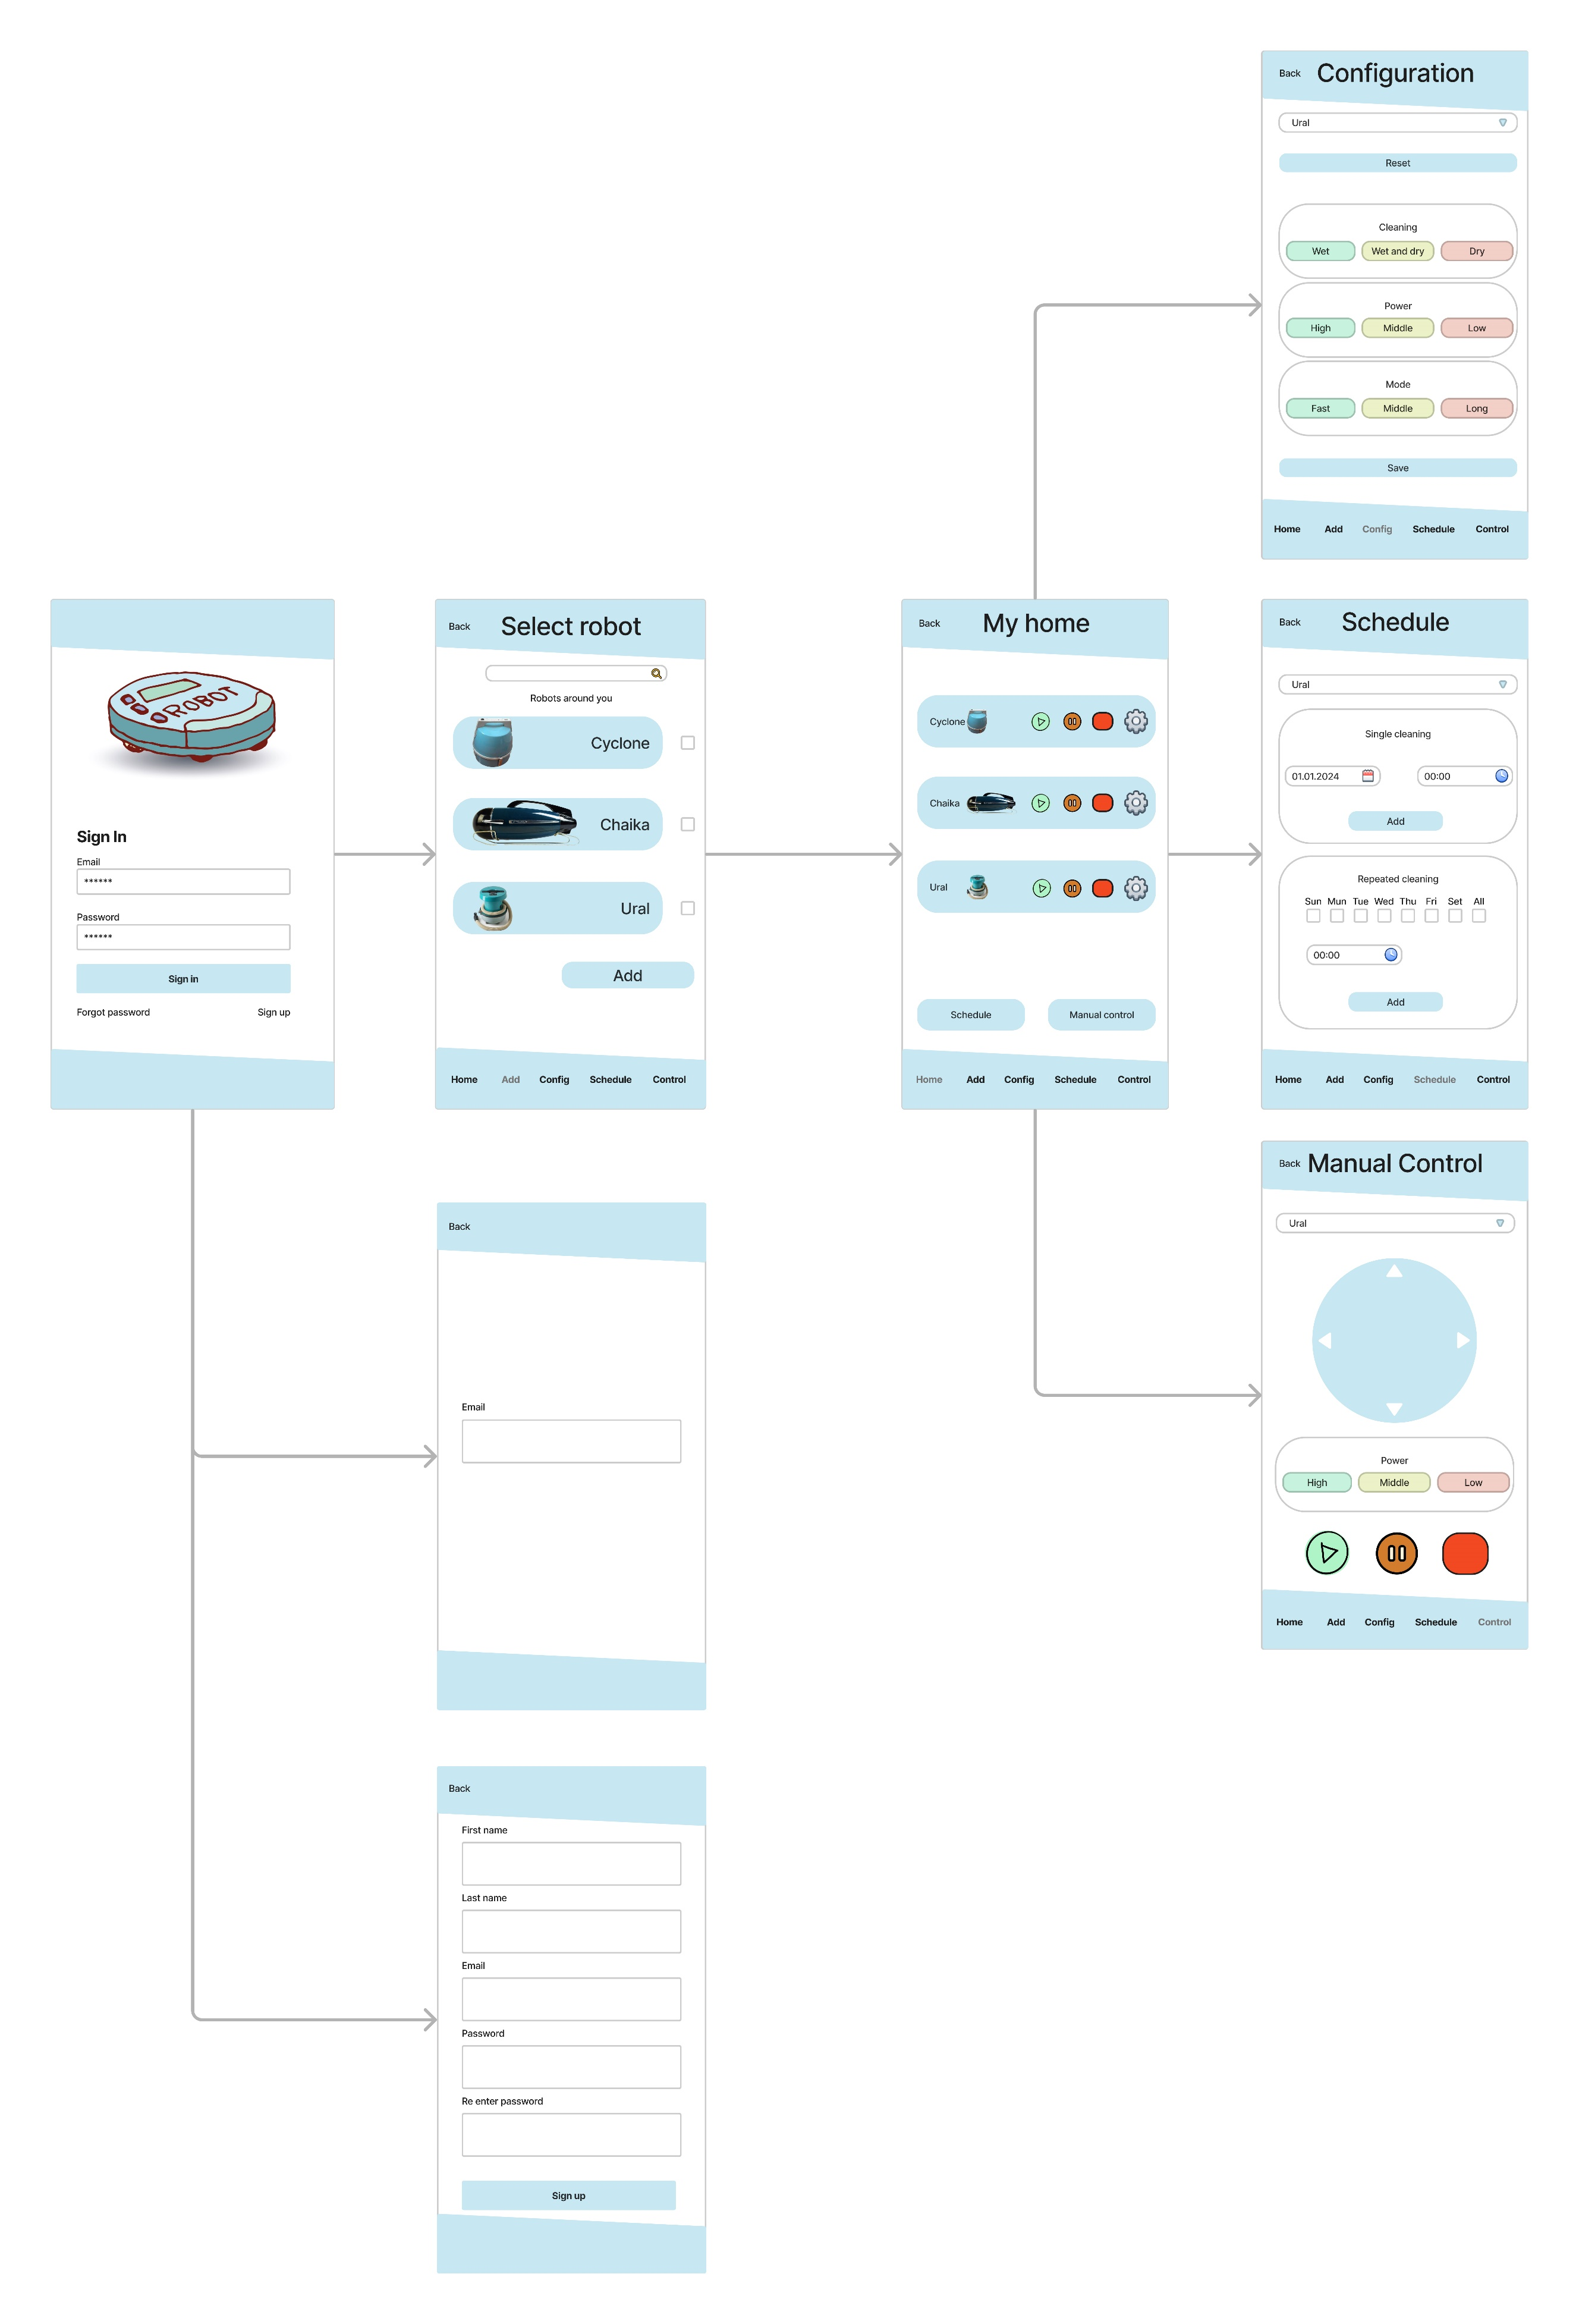 Back Configuration
Ural
Reset
Cleaning
Wet Wet and dry Dry
Power
High Middle Low
Mode
Fast Middle Long
Save
Home Add Config Schedule Control
ROBOT
Sign In
Email
******
Password
******
Sign in
Forgot password Sign up
Back Select robot
Robots around you
Cyclone
Chaika
Ural
Add
Home Add Config Schedule Control
Back My home
Cyclone
Chaika
Ural
Schedule Manual control
Home Add Config Schedule Control
Back Schedule
Ural
Single cleaning
01.01.2024 00:00
Add
Repeated cleaning
Sun Mun Tue Wed Thu Fri Set All
00:00
Add
Home Add Config Schedule Control
Back Manual Control
Ural
Power
High Middle Low
Home Add Config Schedule Control
Back
Email
Back
First name
Last name
Email
Password
Re enter password
Sign up